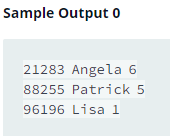 Sample Output 0
21283 Angela 6
88255 Patrick 5
96196 Lisa 1